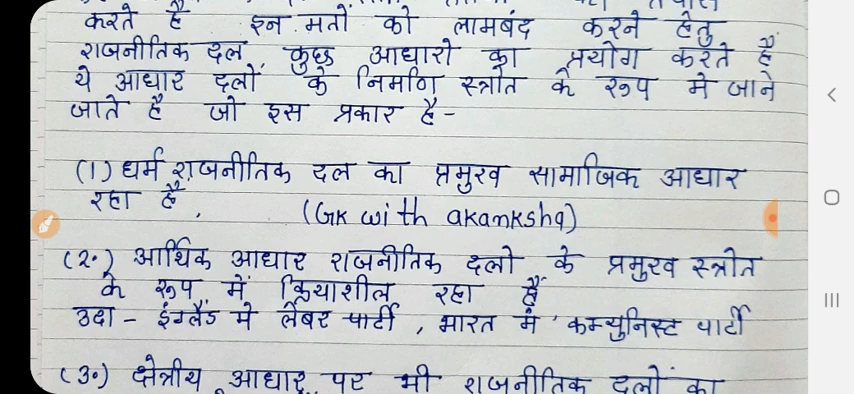 करते है इन मतों को लामबंद करने हेतु
राजनीतिक दल कुछ आधारो का प्रयोग करते हैं
ये आधार दलों के निर्माण स्त्रोत के रूप मे जाने
जाते है जो इस प्रकार है -
(1) धर्म राजनीतिक दल का प्रमुख सामाजिक आधार
रहा है.
(GK with akanksha)
(2.) आर्थिक आधार राजनीतिक दलो के प्रमुख स्त्रोत
के रूप में क्रियाशील रहा हैं
उदा - इंग्लैंड मे लेबर पार्टी , भारत में कम्युनिस्ट पार्टी
(3.) क्षेत्रीय आधार पर भी राजनीतिक दलों का